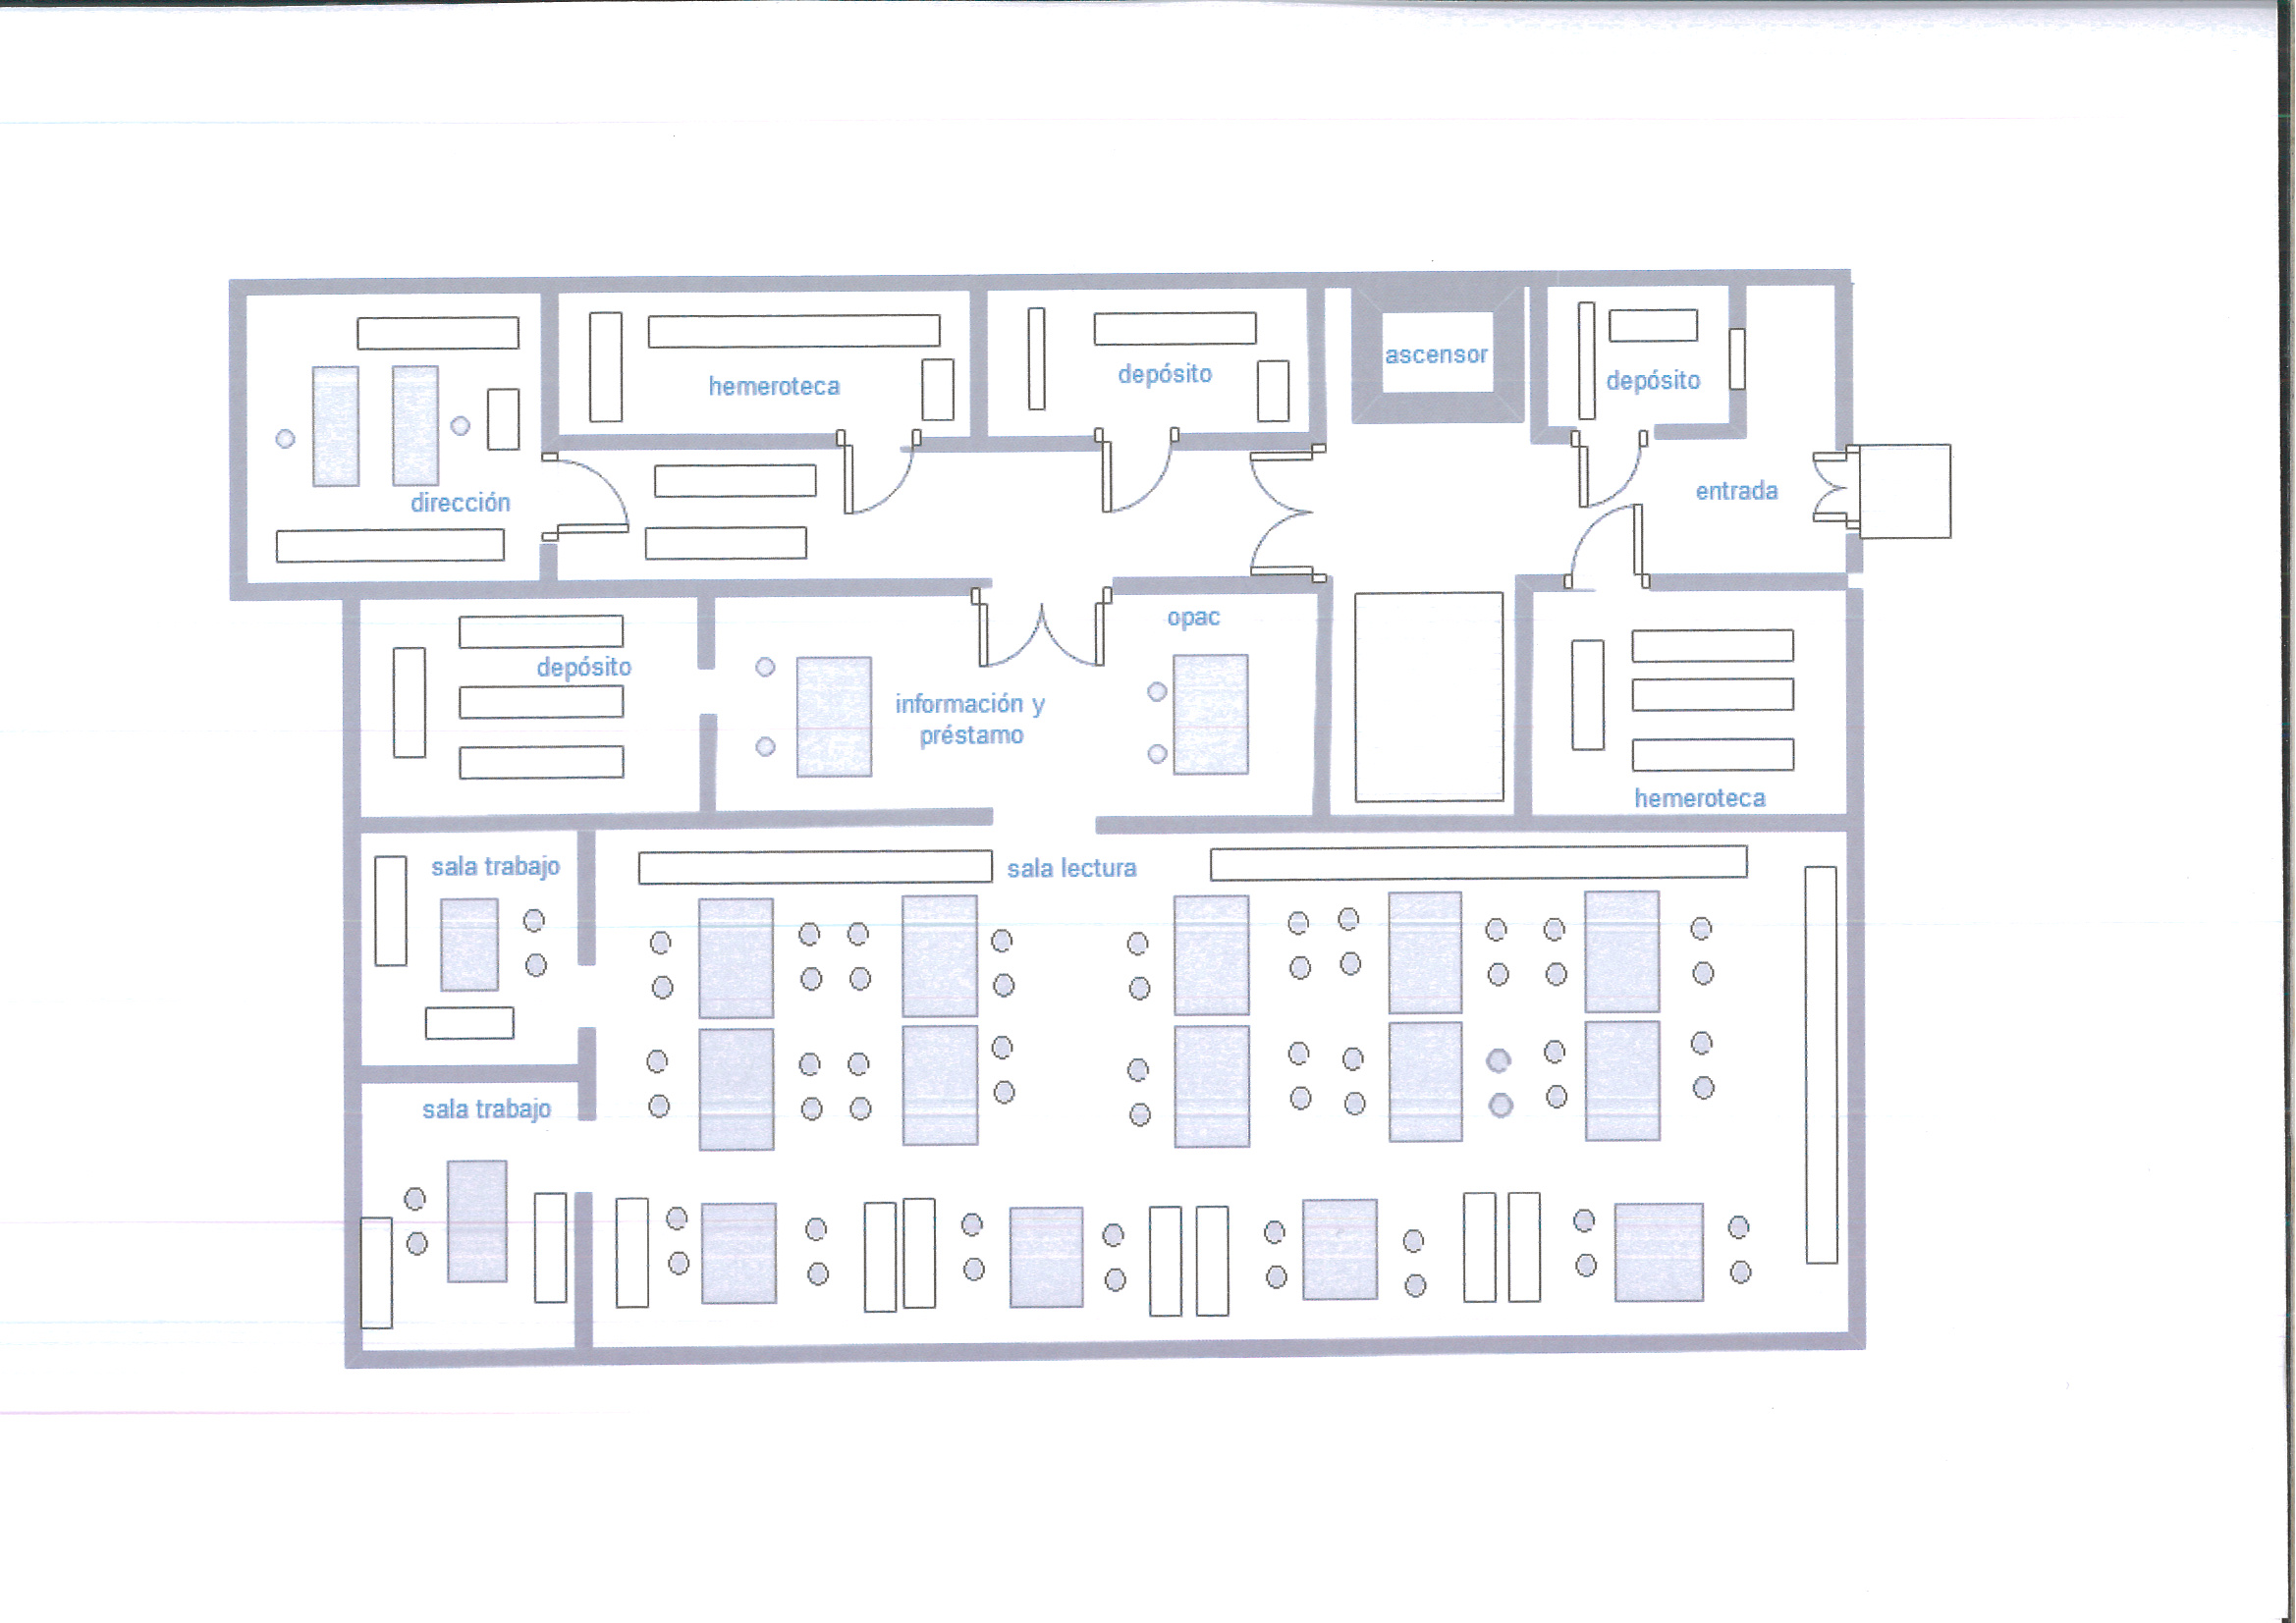 ascensor
depósito
depósito
hemeroteca
dirección
entrada
opac
depósito
información y
préstamo
hemeroteca
sala trabajo
sala lectura
sala trabajo